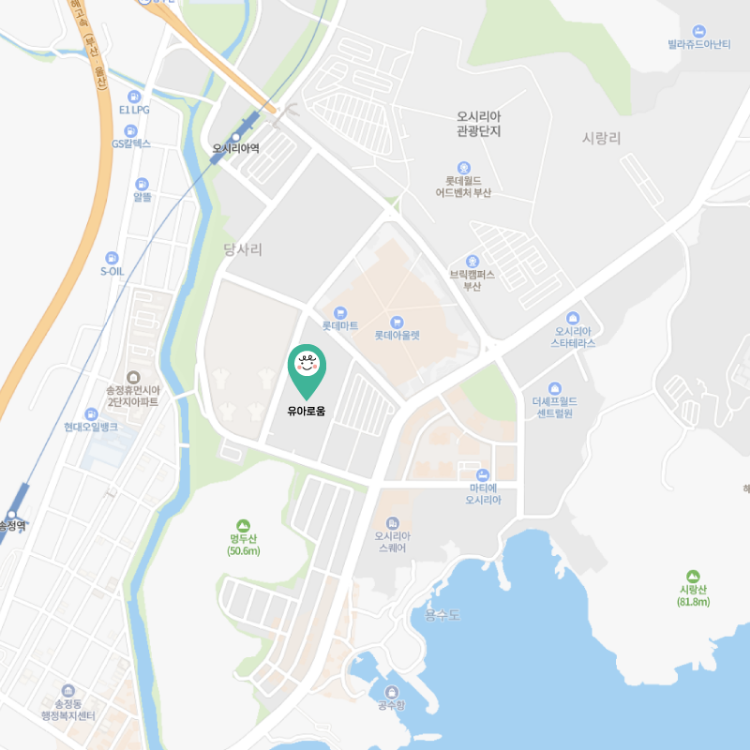 해고속 (부산 울산)
빌라쥬드아난티
E1 LPG
오시리아
관광단지
GS칼텍스
오시리아역
시랑리
롯데월드
어드벤처 부산
알뜰
당사리
S-OIL
브릭캠퍼스
부산
롯데마트
롯데아울렛
오시리아
스타테라스
송정휴먼시아
2단지아파트
유아로움
더셰프월드
센트럴원
현대오일뱅크
마티에
오시리아
송정역
멍두산
(50.6m)
오시리아
스퀘어
시랑산
(81.8m)
용수도
송정동
행정복지센터
공수항